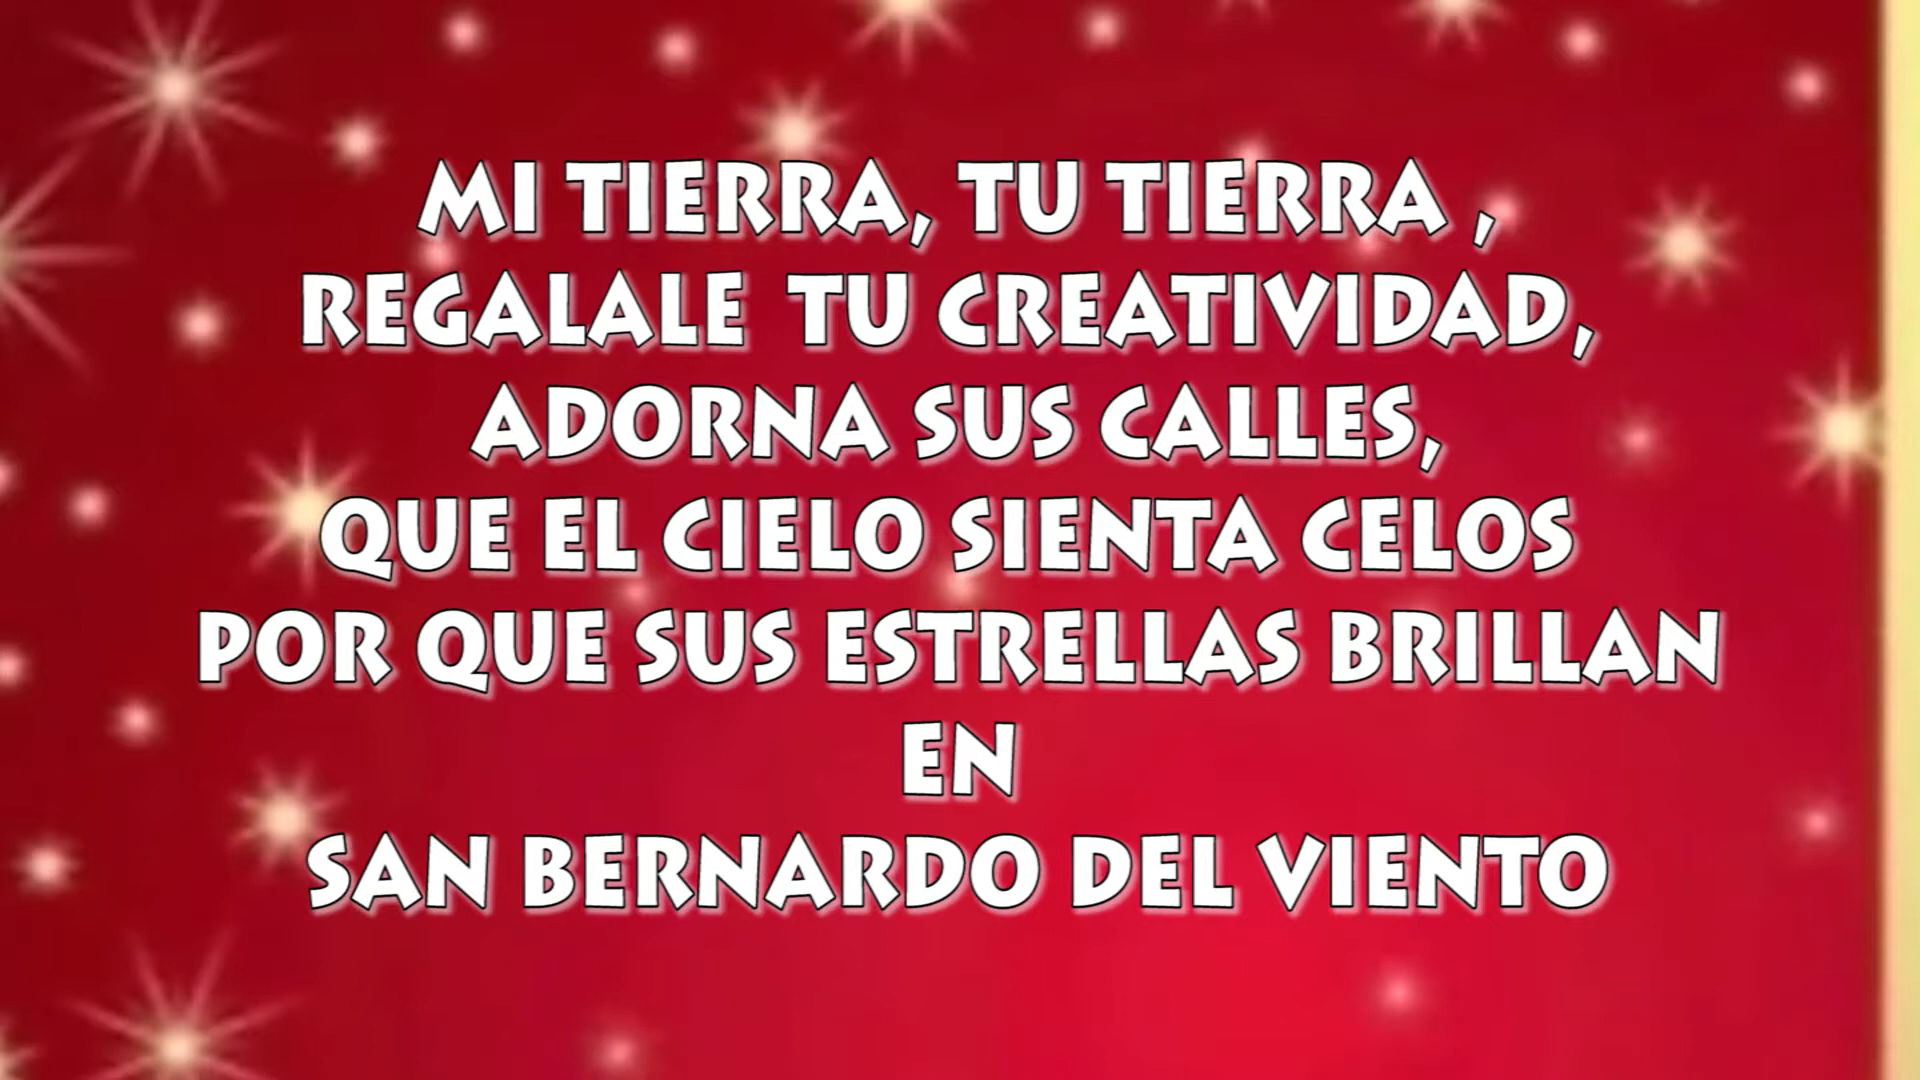 MI TIERRA, TU TIERRA ,
REGALALE TU CREATIVIDAD,
ADORNA SUS CALLES,
QUE EL CIELO SIENTA CELOS
POR QUE SUS ESTRELLAS BRILLAN
EN
SAN BERNARDO DEL VIENTO